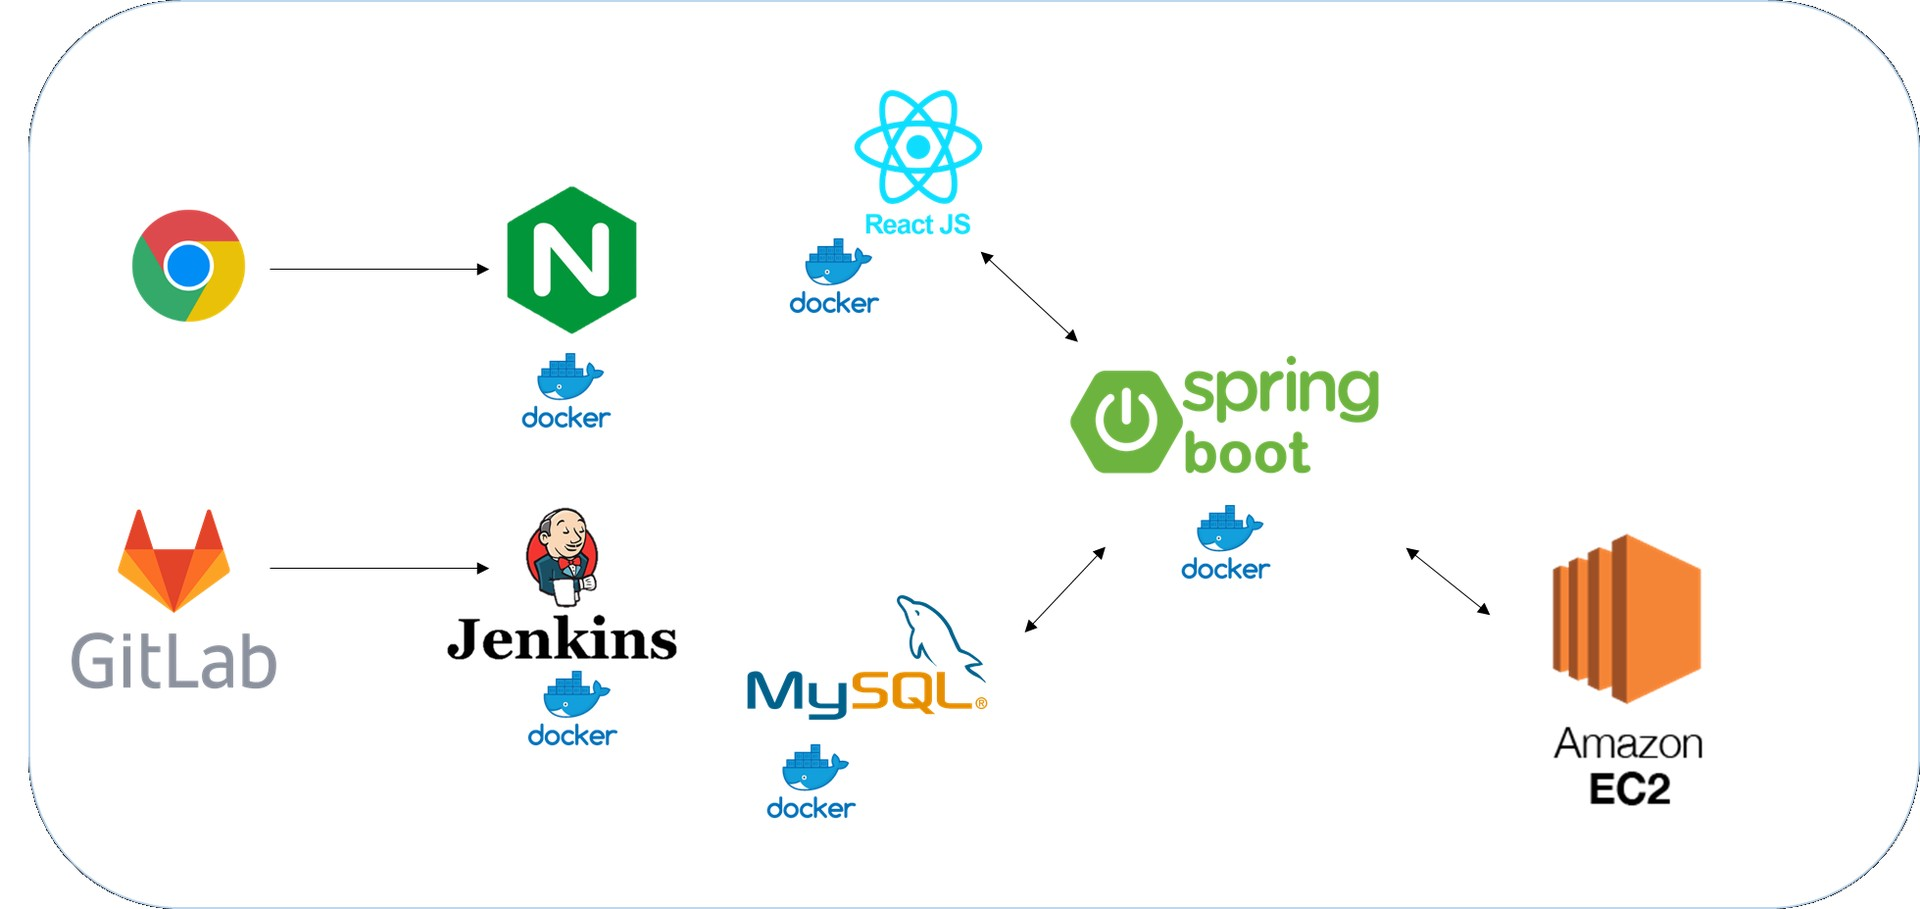 React JS
docker
N
docker
spring
boot
docker
GitLab
Jenkins
docker
MySQL®
docker
Amazon
EC2